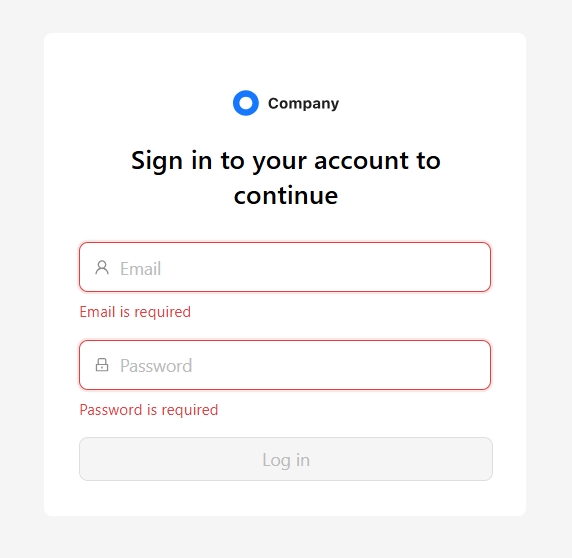 Company
Sign in to your account to
continue
Email
Email is required
Password
Password is required
Log in